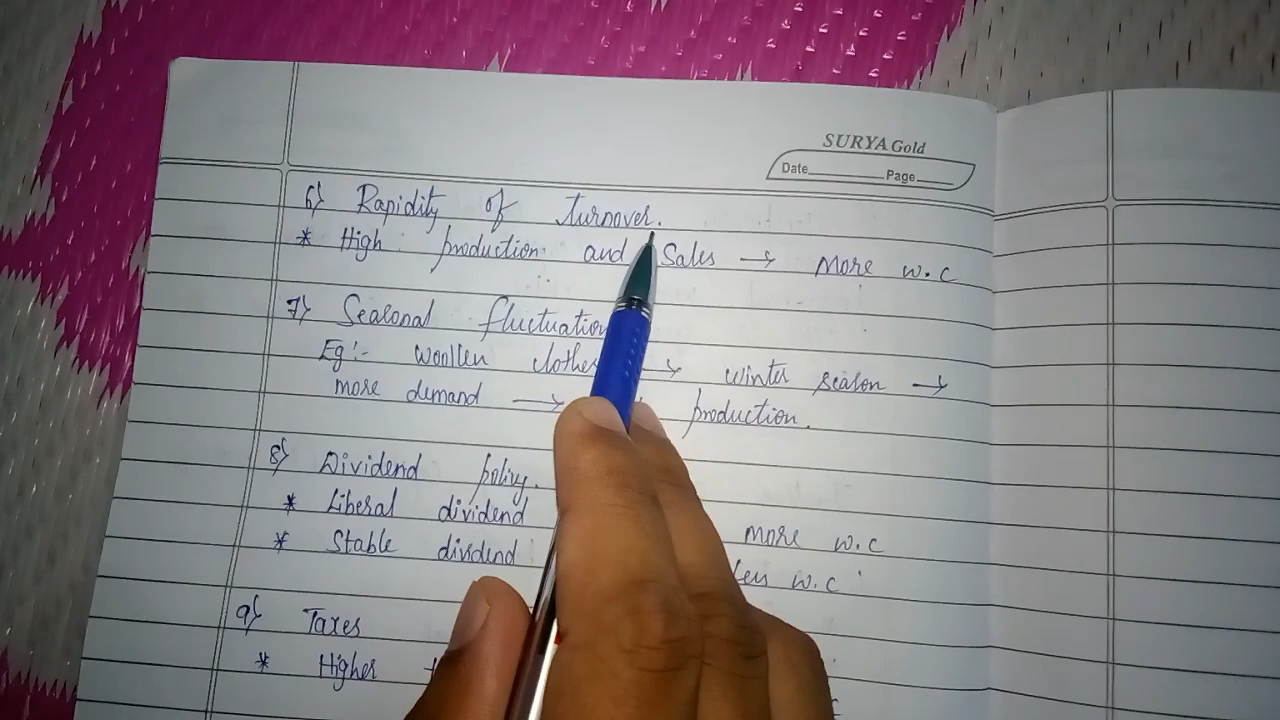 SURYA Gold
Date Page
6) Rapidity of turnover.
* High production and Sales → More w.c
7) Seasonal fluctuation
Eg:- woollen clothes → winter season →
more demand → production.
8) Dividend policy.
* Liberal dividend more w.c
* Stable dividend less w.c
9) Taxes
* Higher